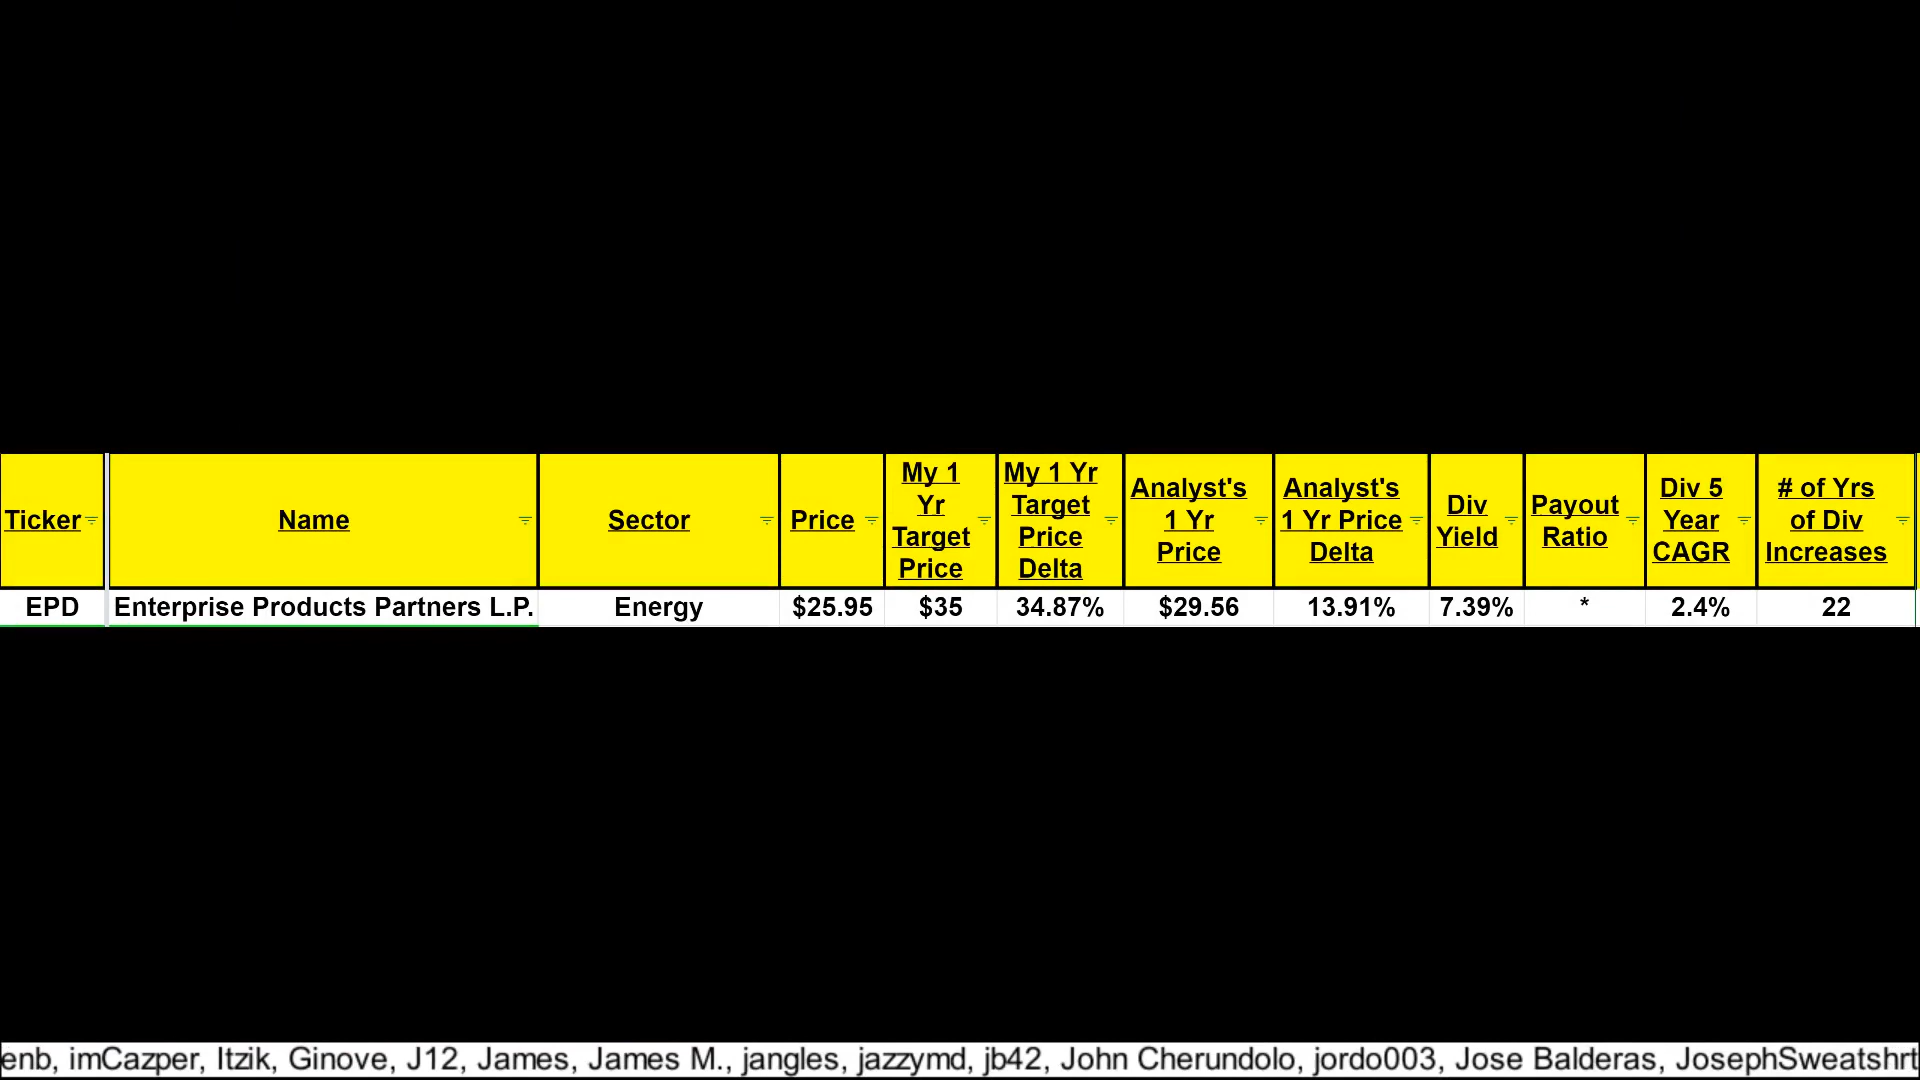 Ticker
Name
Sector
Price
My 1
Yr
Target
Price
My 1 Yr
Target
Price
Delta
Analyst's
1 Yr
Price
Analyst's
1 Yr Price
Delta
Div
Yield
Payout
Ratio
Div 5
Year
CAGR
# of Yrs
of Div
Increases
EPD
Enterprise Products Partners L.P.
Energy
$25.95
$35
34.87%
$29.56
13.91%
7.39%
*
2.4%
22
enb, imCazper, Itzik, Ginove, J12, James, James M., jangles, jazzymd, jb42, John Cherundolo, jordo003, Jose Balderas, JosephSweatshrt